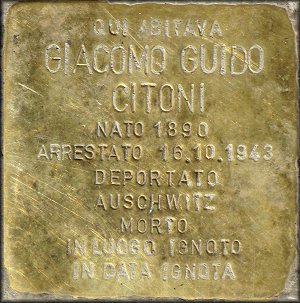 QUI ABITAVA
GIACOMO GUIDO
CITONI
NATO 1890
ARRESTATO 16.10.1943
DEPORTATO
AUSCHWITZ
MORTO
IN LUOGO IGNOTO
IN DATA IGNOTA